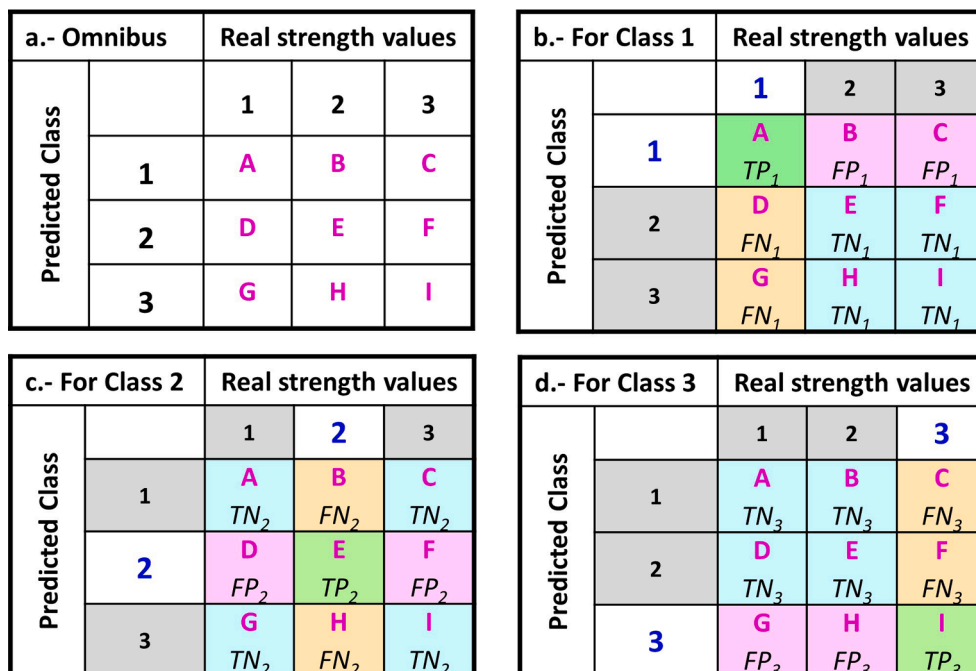 a.- Omnibus Real strength values
Predicted Class
1 2 3
1 A B C
2 D E F
3 G H I
b.- For Class 1 Real strength values
Predicted Class
1 2 3
1 A B C
TP1 FP1 FP1
2 D E F
FN1 TN1 TN1
3 G H I
FN1 TN1 TN1
c.- For Class 2 Real strength values
Predicted Class
1 2 3
1 A B C
TN2 FN2 TN2
2 D E F
FP2 TP2 FP2
3 G H I
TN2 FN2 TN2
d.- For Class 3 Real strength values
Predicted Class
1 2 3
1 A B C
TN3 TN3 FN3
2 D E F
TN3 TN3 FN3
3 G H I
FP3 FP3 TP3